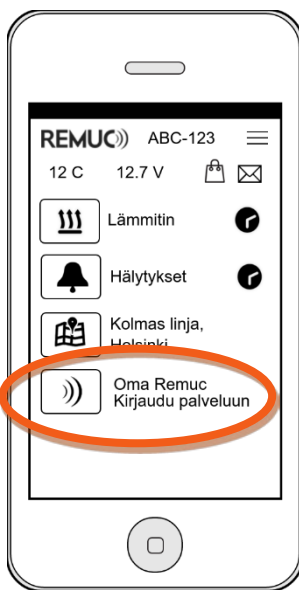 REMUC ABC-123
12 C 12.7 V
Lämmitin
Hälytykset
Kolmas linja,
Helsinki
Oma Remuc
Kirjaudu palveluun